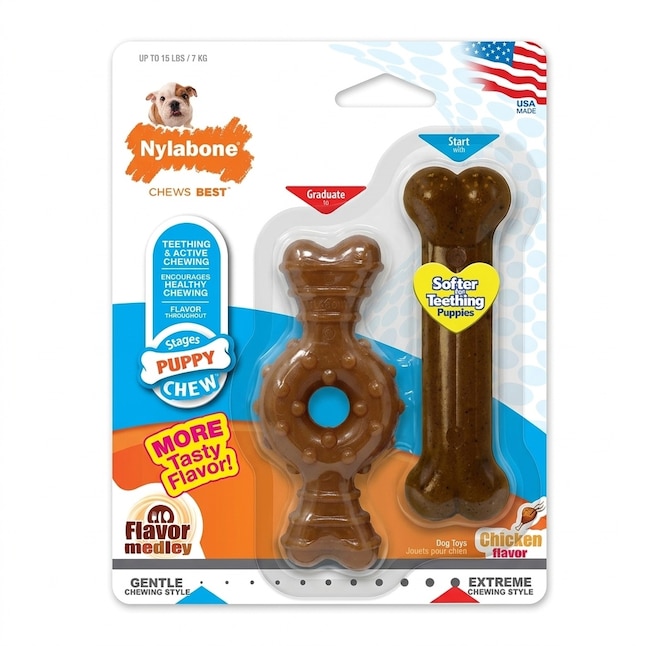 UP TO 15 LBS / 7 KG
USA
MADE
Nylabone®
CHEWS BEST™
Start
with
Graduate
to
TEETHING
& ACTIVE
CHEWING
ENCOURAGES
HEALTHY
CHEWING
FLAVOR
THROUGHOUT
Stages
PUPPY
CHEW
Softer
for
Teething
Puppies
MORE
Tasty
Flavor!
Flavor
medley
Dog Toys
Jouets pour chien
Chicken
flavor
GENTLE
CHEWING STYLE
EXTREME
CHEWING STYLE